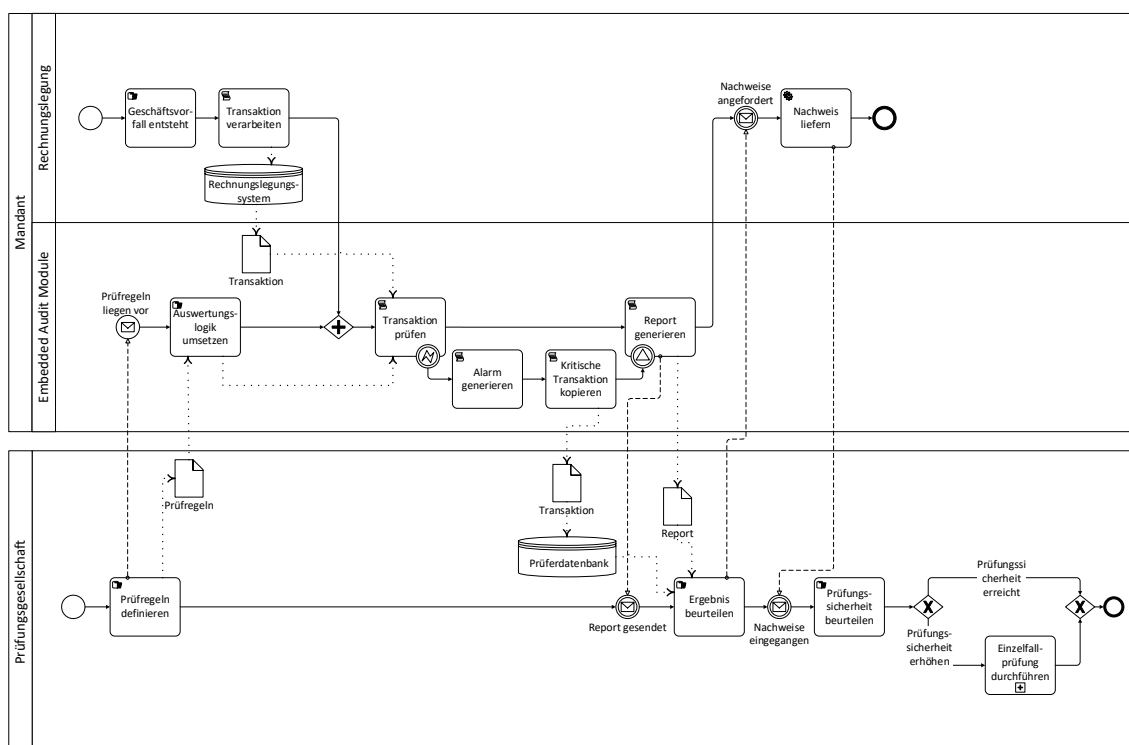 Mandant
Rechnungslegung
Geschäftsvor-
fall entsteht
Transaktion
verarbeiten
Rechnungslegungs-
system
Nachweise
angefordert
Nachweis
liefern
Embedded Audit Module
Transaktion
Prüfregeln
liegen vor
Auswertungs-
logik
umsetzen
Transaktion
prüfen
Report
generieren
Alarm
generieren
Kritische
Transaktion
kopieren
Prüfungsgesellschaft
Prüfregeln
Transaktion
Report
Prüferdatenbank
Prüfregeln
definieren
Report gesendet
Ergebnis
beurteilen
Nachweise
eingegangen
Prüfungs-
sicherheit
beurteilen
Prüfungssi
cherheit
erreicht
Prüfungs-
sicherheit
erhöhen
Einzelfall-
prüfung
durchführen